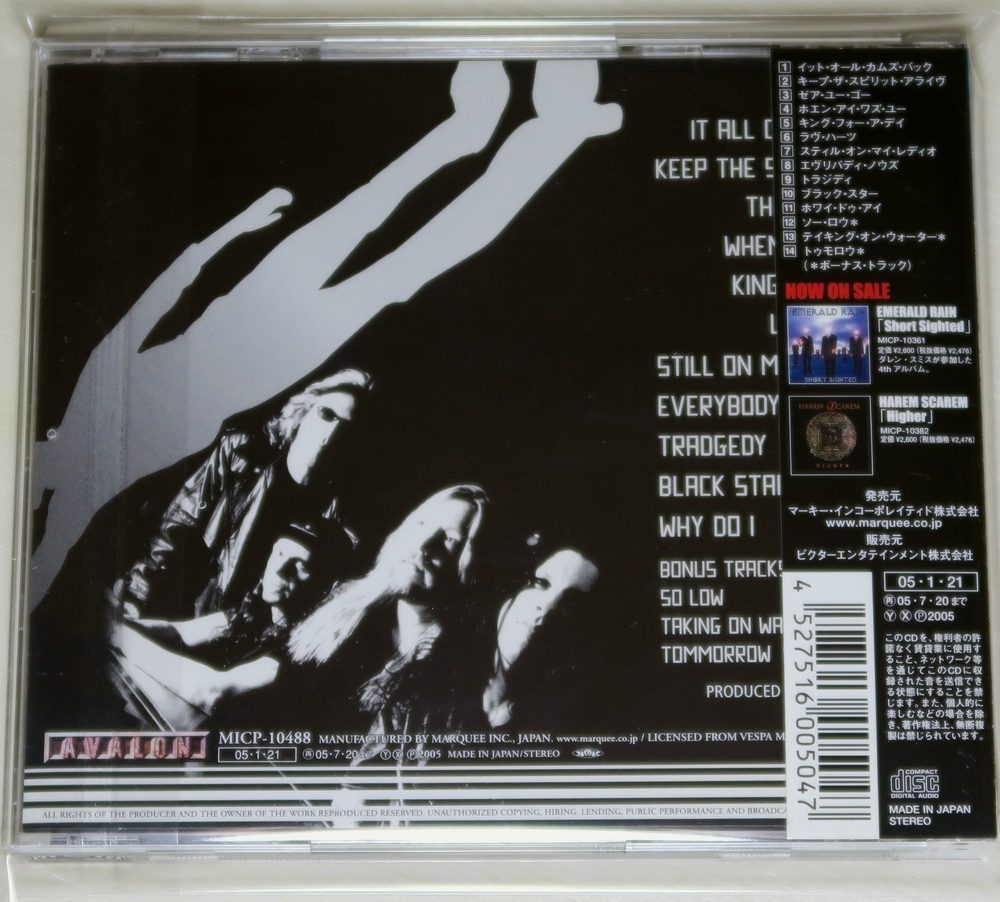 IT ALL
KEEP THE S
TH
WHEN
KING
L
STILL ON M
EVERYBODY
TRADGEDY
BLACK STA
WHY DO I
BONUS TRACKS
SO LOW
TAKING ON WA
TOMMORROW
PRODUCED
AVALON
MICP-10488 MANUFACTURED BY MARQUEE INC., JAPAN. www.marquee.co.jp / LICENSED FROM VESPA M
05・1・21 再05・7・20まで Ⓨ Ⓧ Ⓟ2005 MADE IN JAPAN/STEREO
ALL RIGHTS OF THE PRODUCER AND THE OWNER OF THE WORK REPRODUCED RESERVED. UNAUTHORIZED COPYING, HIRING, LENDING, PUBLIC PERFORMANCE AND BROADCA
1 イット・オール・カムズ・バック
2 キープ・ザ・スピリット・アライヴ
3 ゼア・ユー・ゴー
4 ホエン・アイ・ワズ・ユー
5 キング・フォー・ア・デイ
6 ラヴ・ハーツ
7 スティル・オン・マイ・レディオ
8 エヴリバディ・ノウズ
9 トラジディ
10 ブラック・スター
11 ホワイ・ドゥ・アイ
12 ソー・ロウ*
13 テイキング・オン・ウォーター*
14 トゥモロウ*
(*ボーナス・トラック)
NOW ON SALE
EMERALD RAIN
SHORT SIGHTED
EMERALD RAIN
「Short Sighted」
MICP-10361
定価¥2,600(税抜価格¥2,476)
ダレン・スミスが参加した
4thアルバム。
HAREM SCAREM
HIGHER
HAREM SCAREM
「Higher」
MICP-10382
定価¥2,600(税抜価格¥2,476)
発売元
マーキー・インコーポレイティド株式会社
www.marquee.co.jp
販売元
ビクターエンタテインメント株式会社
4 527516 005047
05・1・21
再05・7・20まで
Ⓨ Ⓧ Ⓟ2005
このCDを、権利者の許
諾なく賃貸業に使用す
ること、ネットワーク等
を通じてこのCDに収
録された音を送信でき
る状態にすることを禁
じます。また、個人的に
楽しむなどの場合を除
き、著作権法上、無断複
製は禁じられています。
COMPACT
disc
DIGITAL AUDIO
MADE IN JAPAN
STEREO